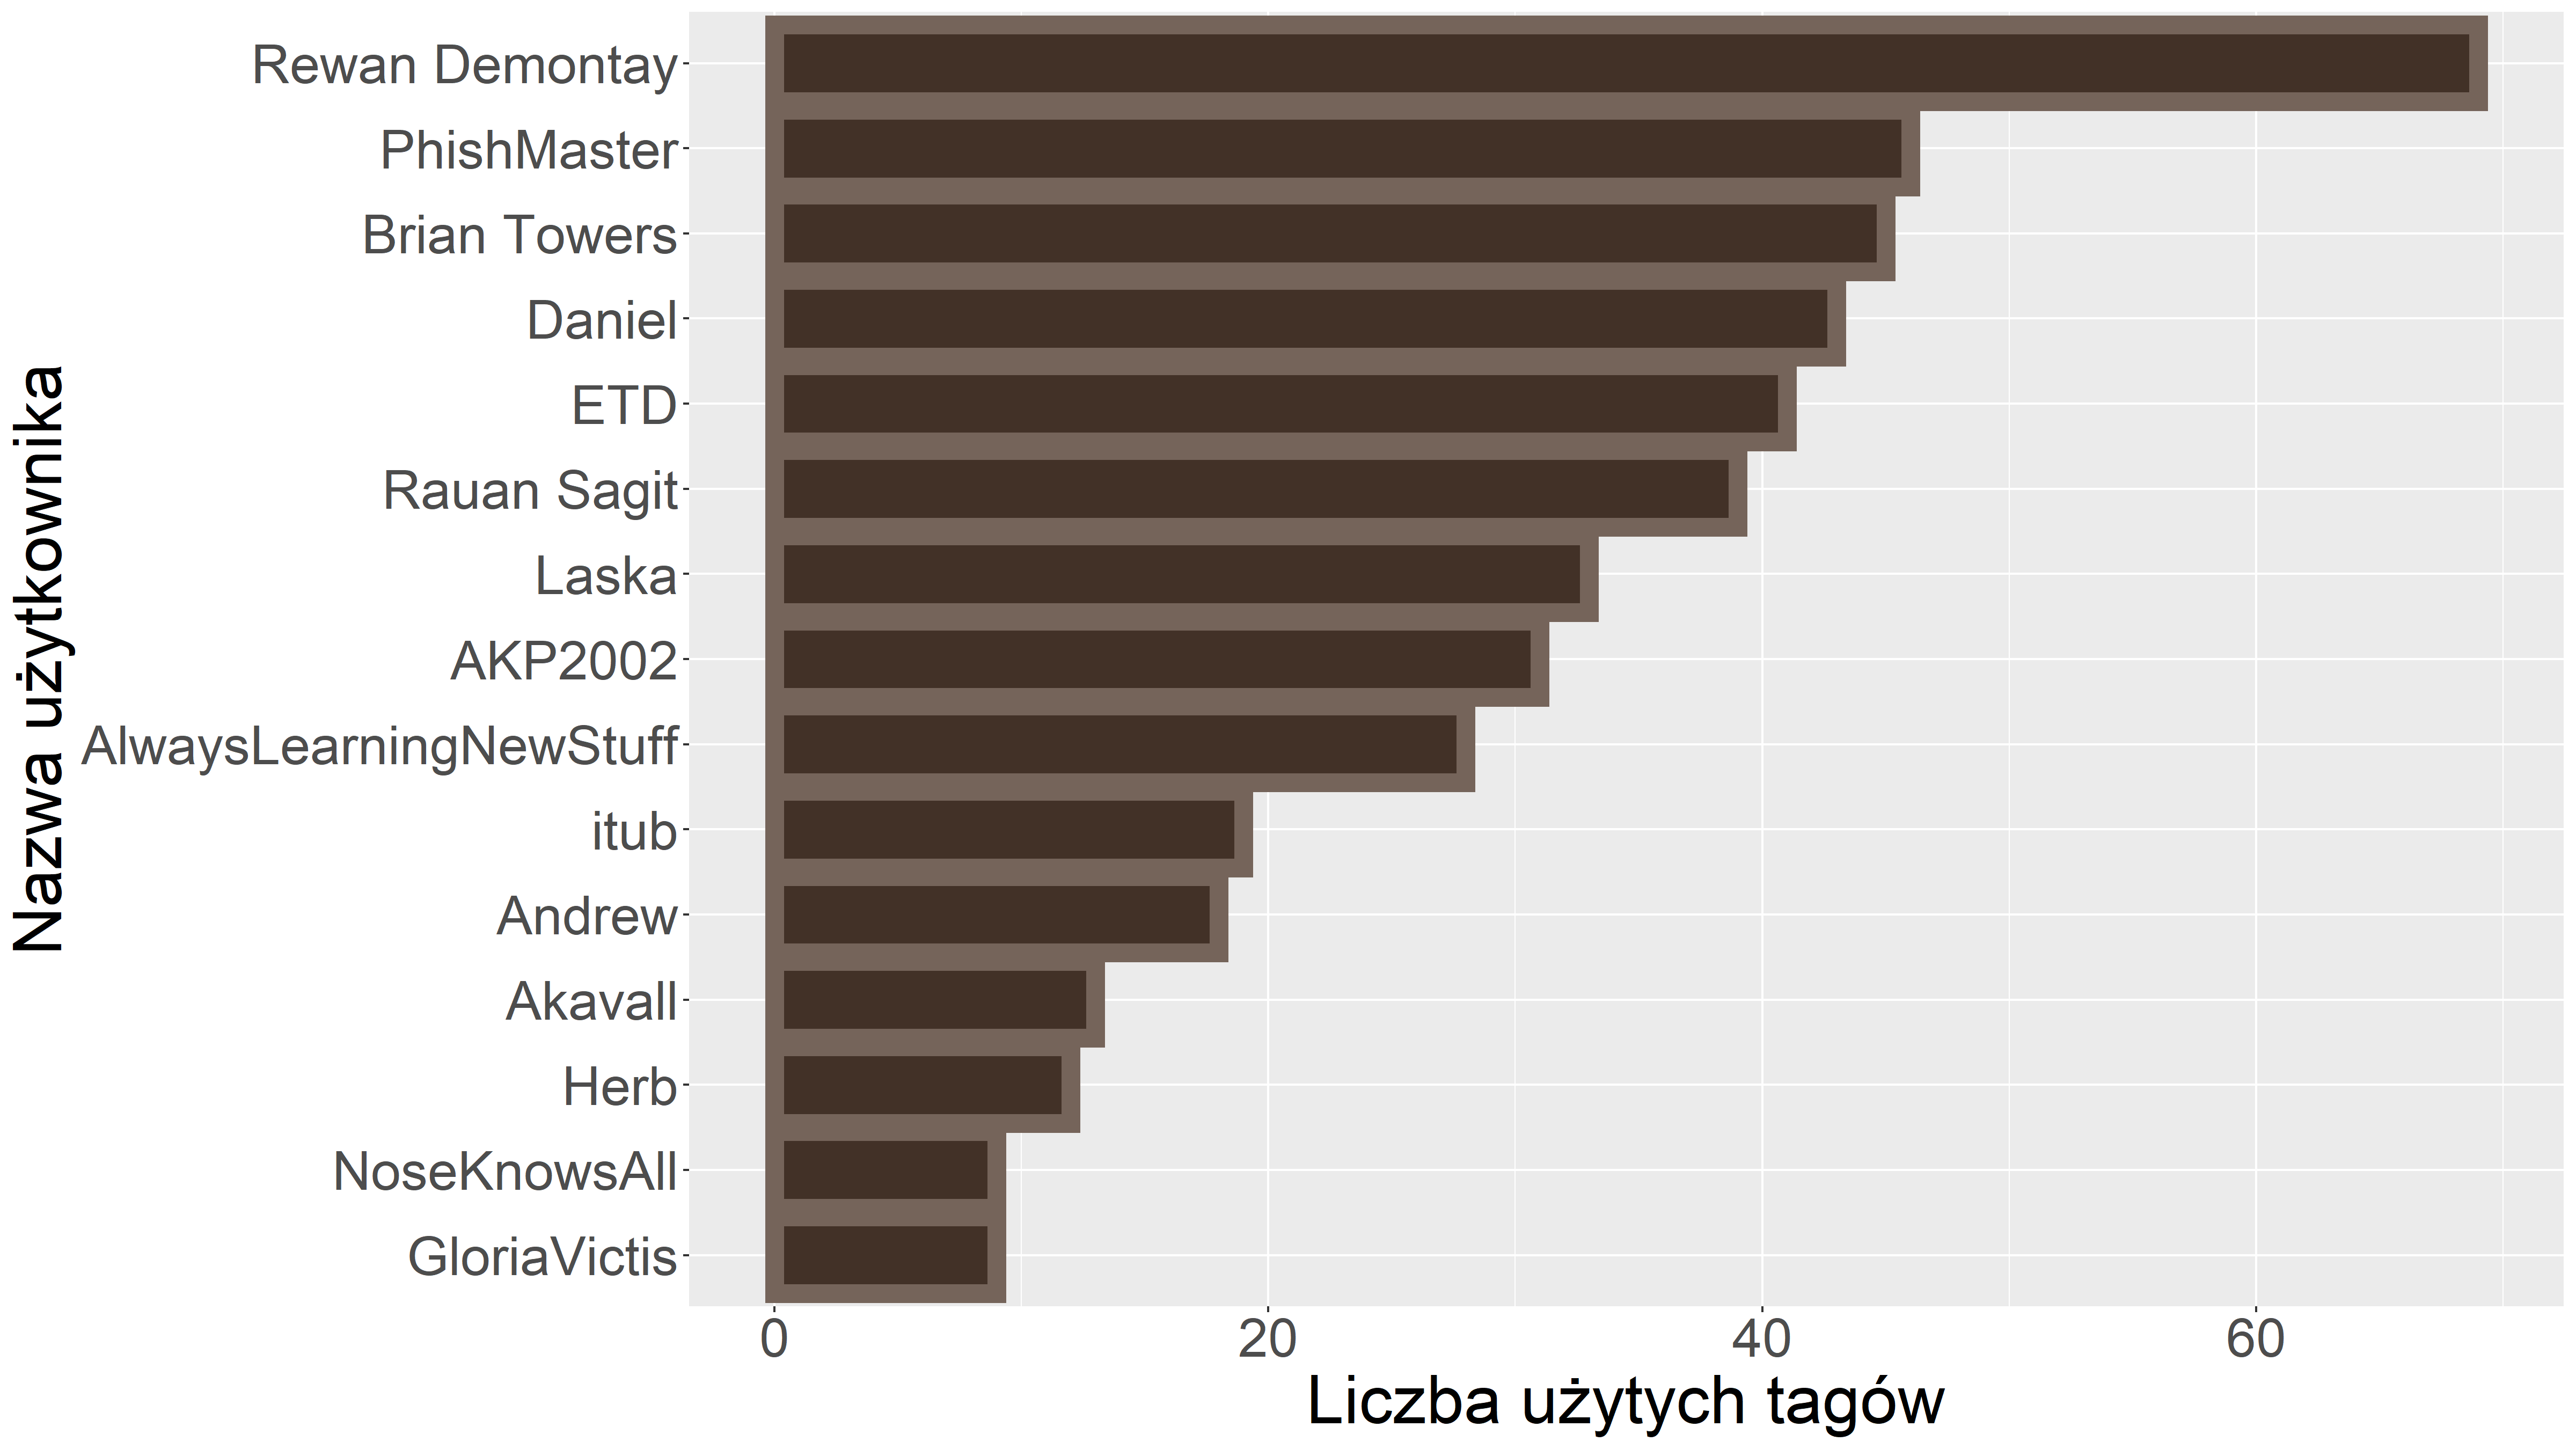 Nazwa użytkownika
Rewan Demontay
PhishMaster
Brian Towers
Daniel
ETD
Rauan Sagit
Laska
AKP2002
AlwaysLearningNewStuff
itub
Andrew
Akavall
Herb
NoseKnowsAll
GloriaVictis
0 20 40 60
Liczba użytych tagów